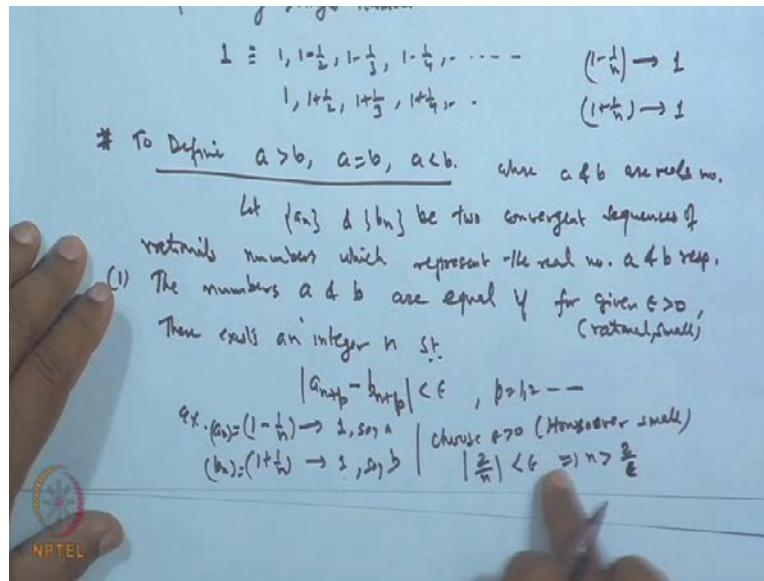 1 ≡ 1, 1-1/2, 1-1/3, 1-1/4, - ----- (1-1/n) → 1
1, 1+1/2, 1+1/3, 1+1/4, - . (1+1/n) → 1
# To Define a>b, a=b, a<b. where a & b are reals no.
Let {an} & {bn} be two convergent sequences of
rationals numbers which represent the real no. a & b resp.
(1) The numbers a & b are equal if for given ε>0,
(rational, small)
There exists an integer n st.
|an+p - bn+p| < ε , p=1,2 --
ex. (an)=(1-1/n) → 1, say a | choose ε>0 (Howsoever small)
(bn)=(1+1/n) → 1, say b | |2/n| < ε ⇒ n > 2/ε
NPTEL